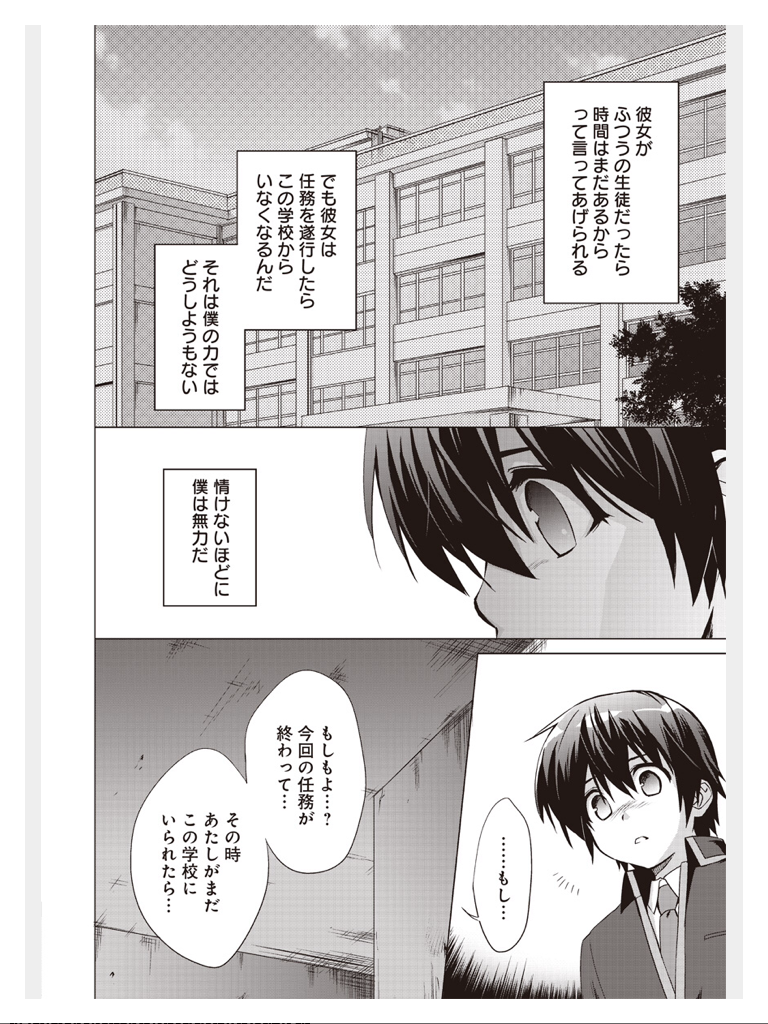 彼女が
ふつうの生徒だったら
時間はまだあるから
って言ってあげられる
でも彼女は
任務を遂行したら
この学校から
いなくなるんだ
それは僕の力では
どうしようもない
情けないほどに
僕は無力だ
……もし…
もしもよ…?
今回の任務が
終わって…
その時
あたしがまだ
この学校に
いられたら…